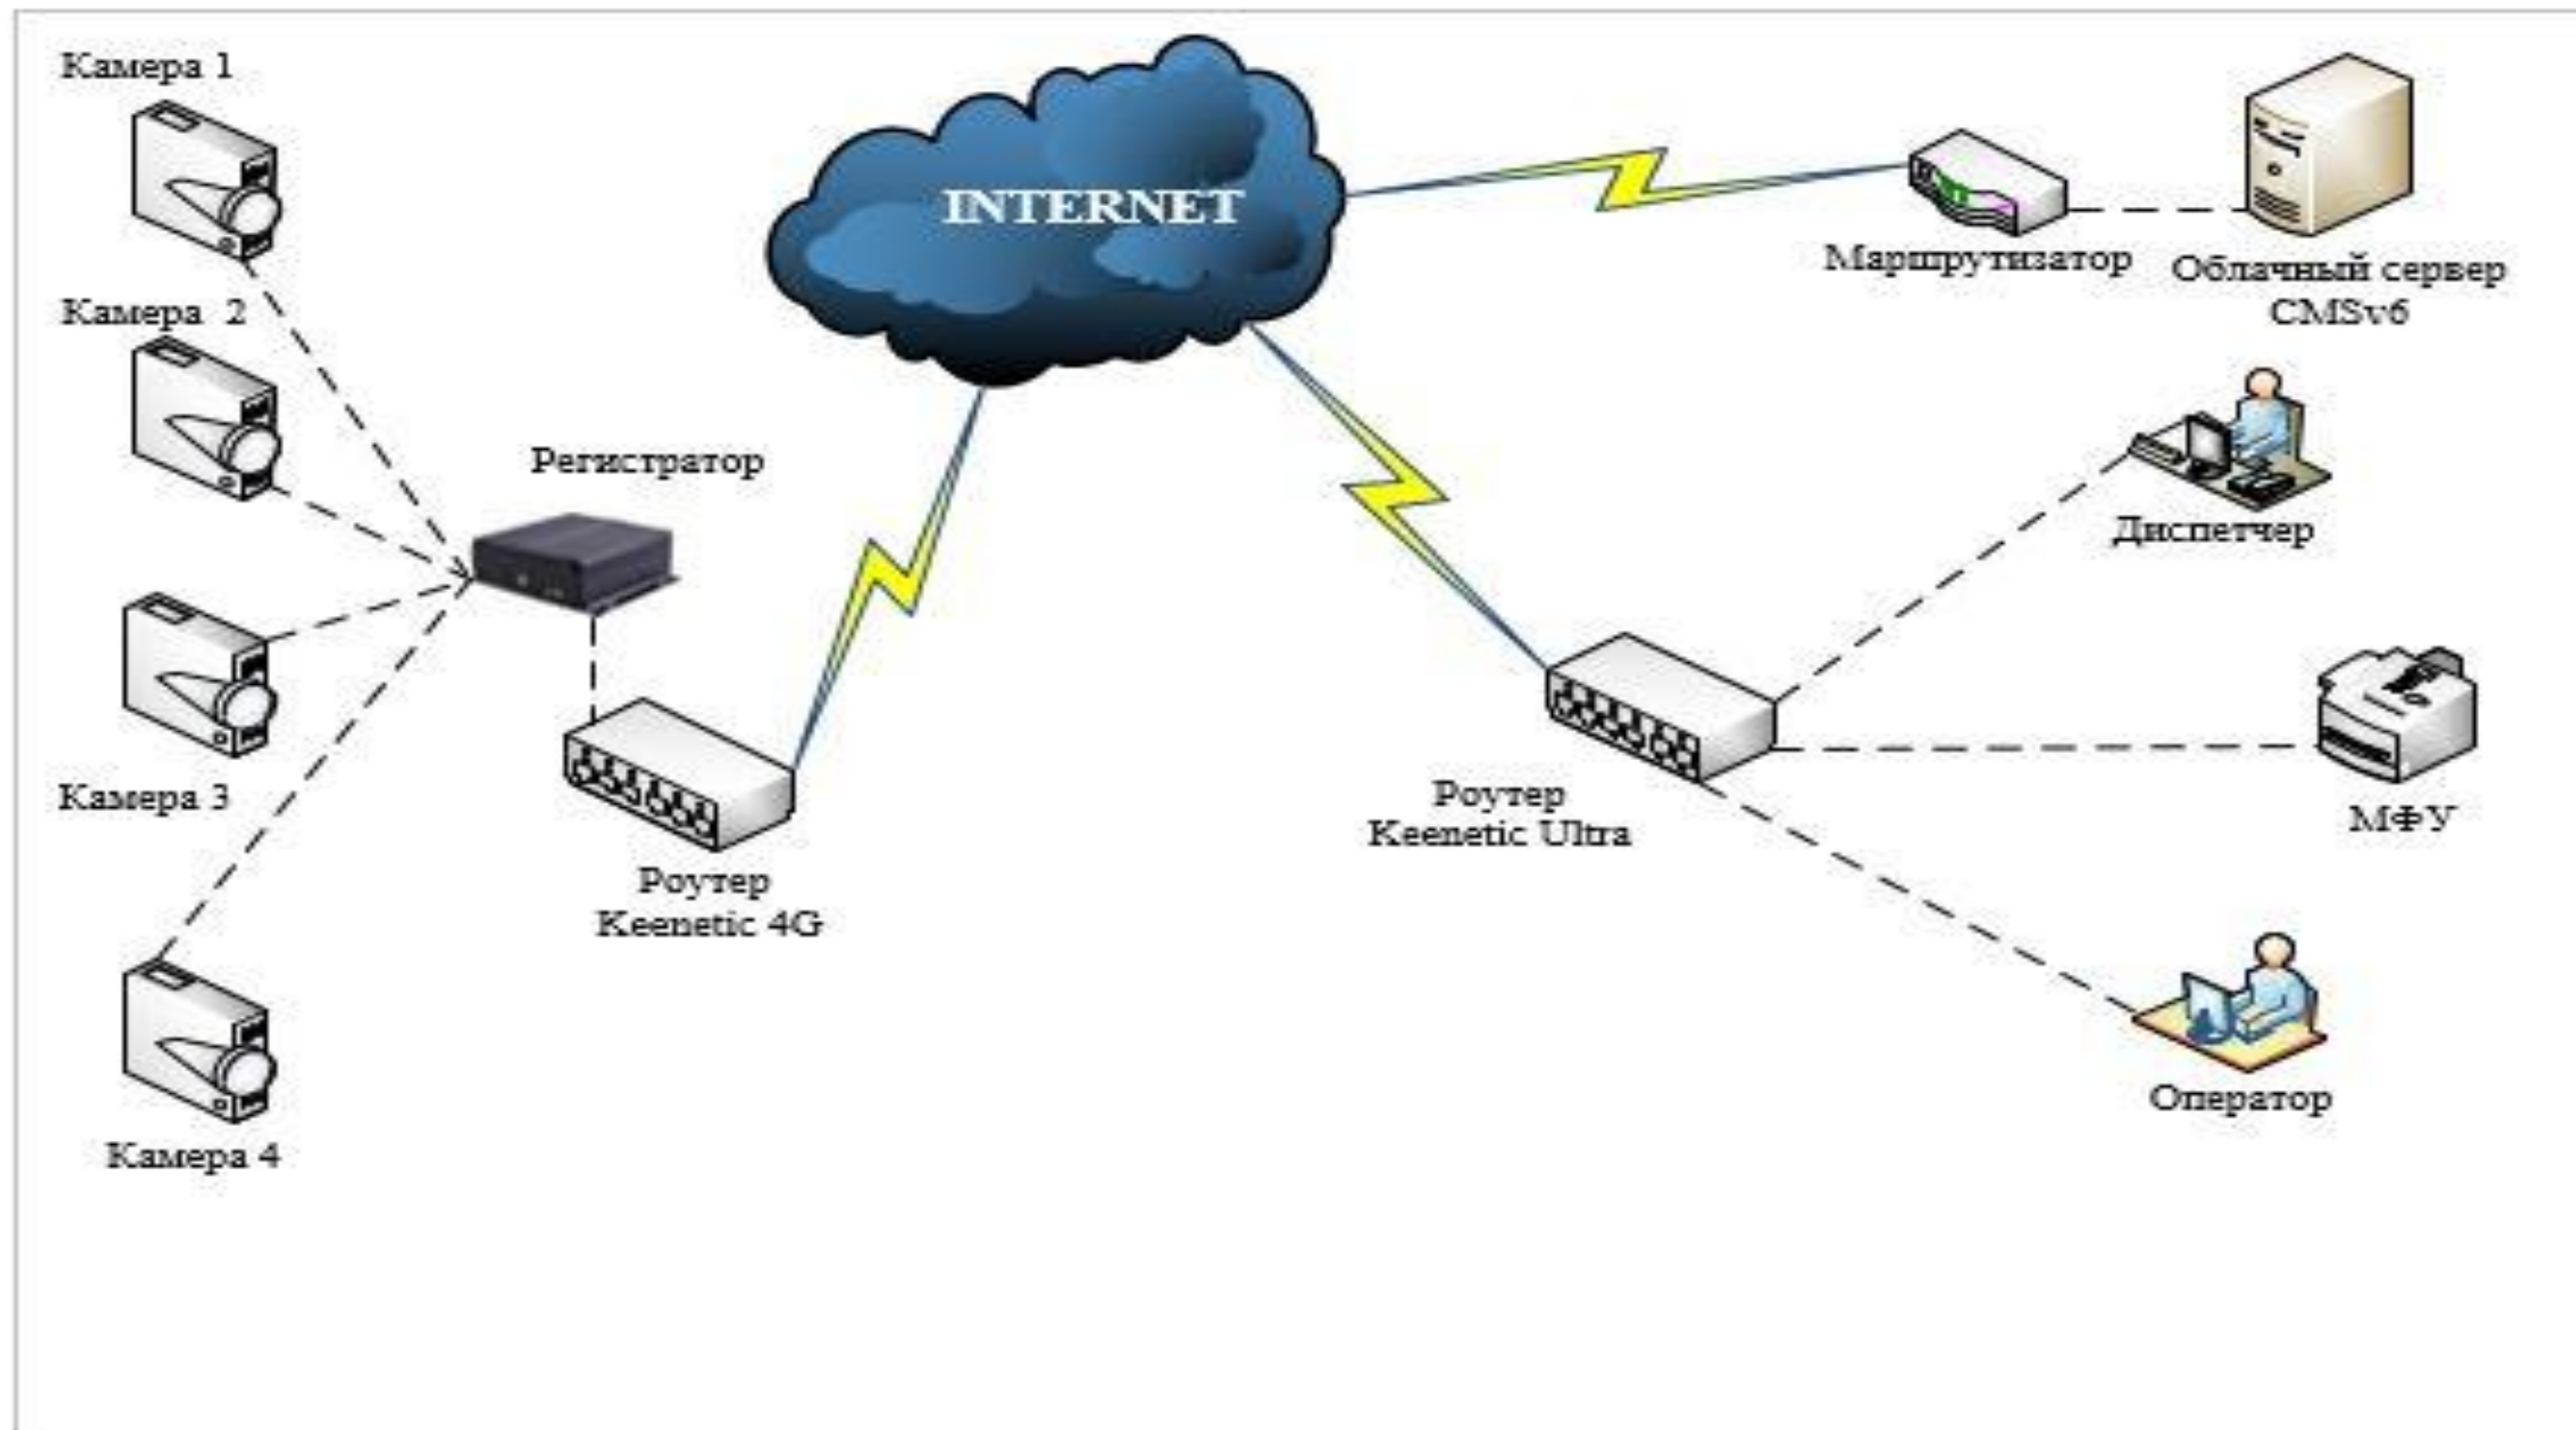 Камера 1
INTERNET
Маршрутизатор
Облачный сервер
CMSv6
Камера 2
Регистратор
Диспетчер
Камера 3
Роутер
Keenetic 4G
Роутер
Keenetic Ultra
МФУ
Камера 4
Оператор